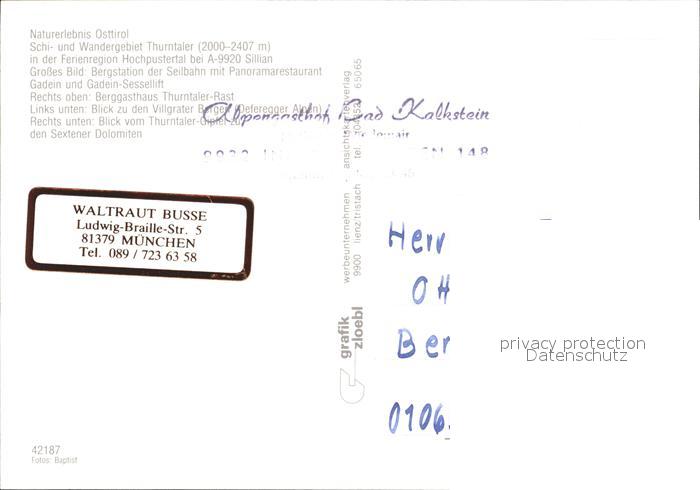 Naturerlebnis Osttirol
Schi- und Wandergebiet Thurntaler (2000–2407 m)
in der Ferienregion Hochpustertal bei A-9920 Sillian
Großes Bild: Bergstation der Seilbahn mit Panoramarestaurant
Gadein und Gadein-Sessellift
Rechts oben: Berggasthaus Thurntaler-Rast
Links unten: Blick zu den Villgrater Bergen (Deferegger Alpen)
Rechts unten: Blick vom Thurntaler-Gipfel zu
den Sextener Dolomiten
Alpengasthof Bad Kalkstein
148
WALTRAUT BUSSE
Ludwig-Braille-Str. 5
81379 MÜNCHEN
Tel. 089 / 723 63 58
werbeunternehmen - ansichtskartenverlag
9900 lienz/tristach tel. 65065
grafik
zloebl
Herr
OH
Ber
0106.
privacy protection
Datenschutz
42187
Fotos: Baptist